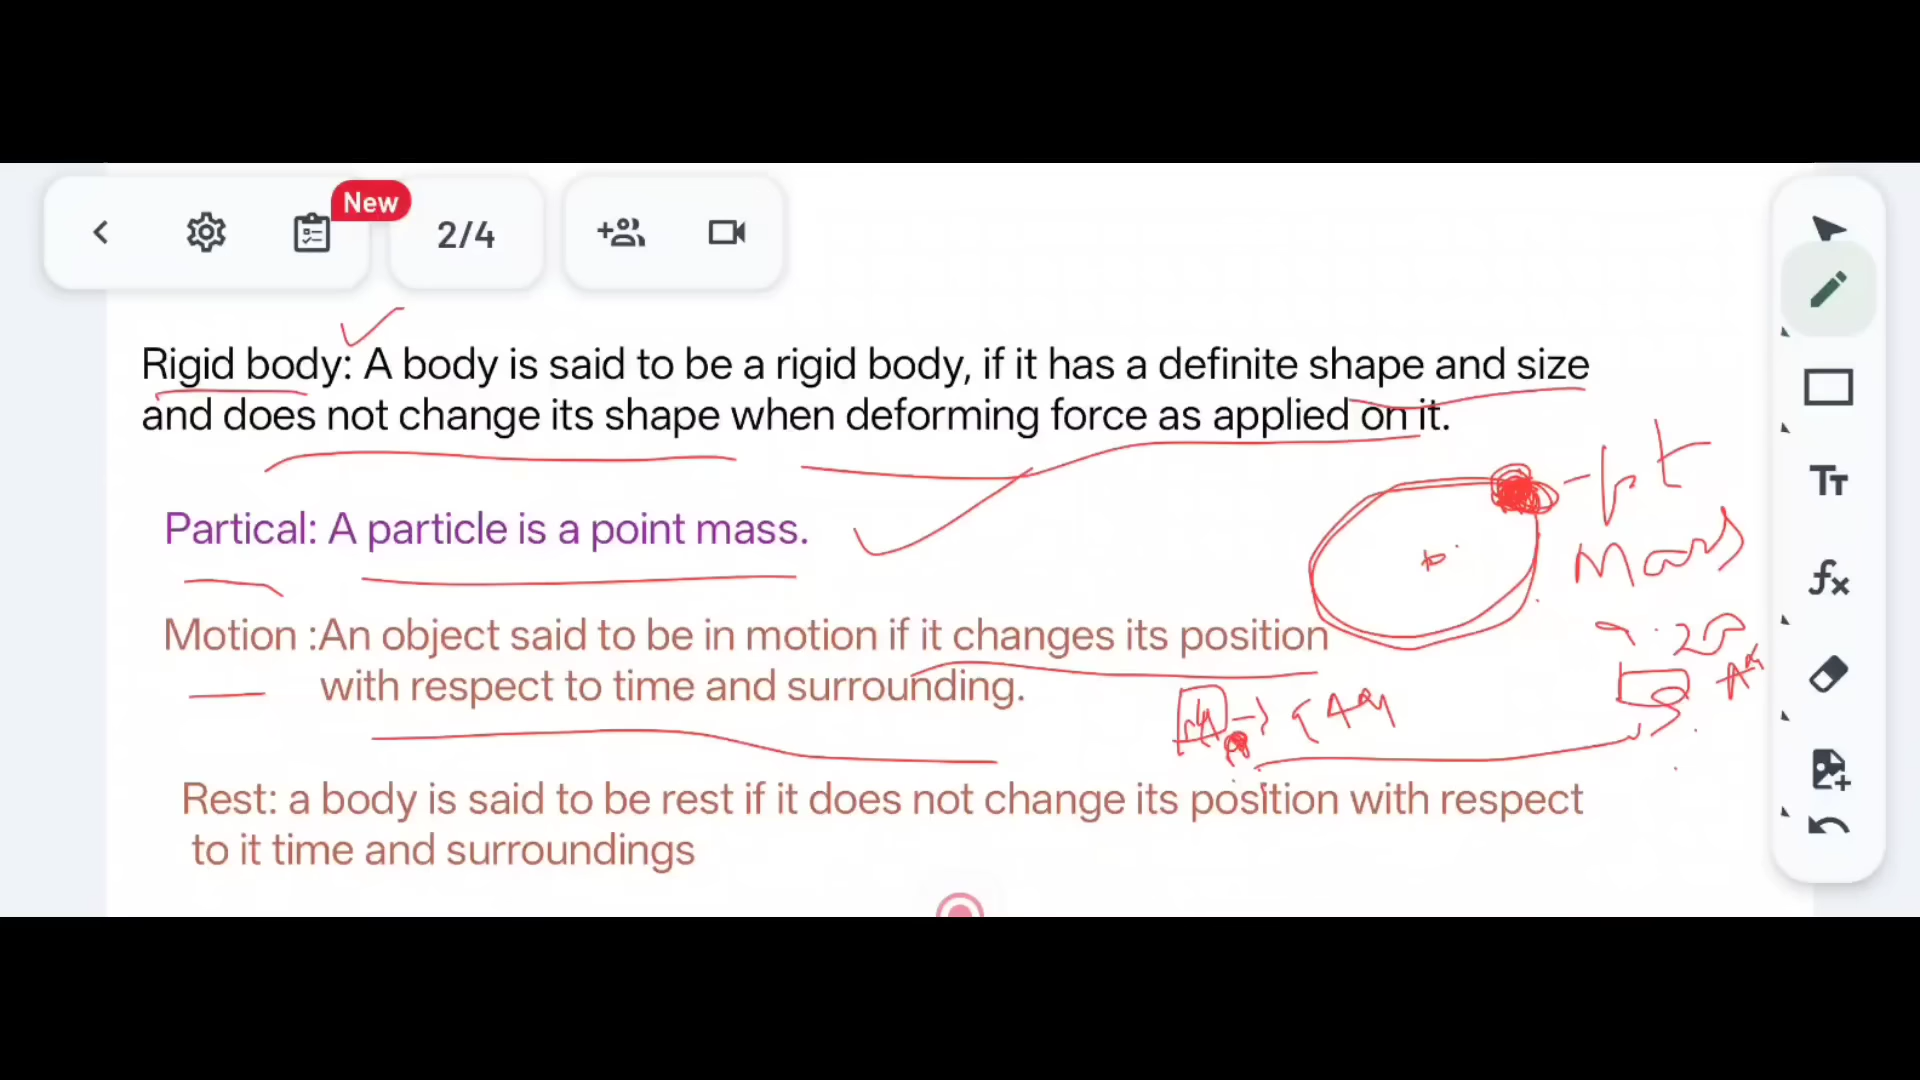 New
2/4
Rigid body: A body is said to be a rigid body, if it has a definite shape and size
and does not change its shape when deforming force as applied on it.
Partical: A particle is a point mass.
Motion :An object said to be in motion if it changes its position
with respect to time and surrounding.
Rest: a body is said to be rest if it does not change its position with respect
to it time and surroundings
pt
Mass
Tт
fx